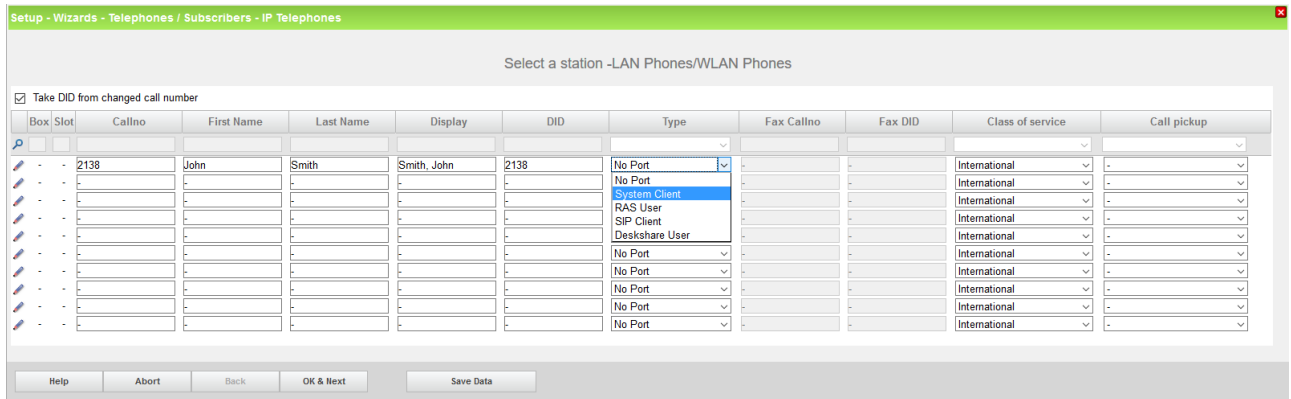 Setup - Wizards - Telephones / Subscribers - IP Telephones
Select a station -LAN Phones/WLAN Phones
Take DID from changed call number
Box Slot Callno First Name Last Name Display DID Type Fax Callno Fax DID Class of service Call pickup
- - 2138 John Smith Smith, John 2138 No Port - - International -
- - - - - - - No Port - - International -
- - - - - - - System Client - - International -
- - - - - - - RAS User - - International -
- - - - - - - SIP Client - - International -
- - - - - - - Deskshare User - - International -
- - - - - - - No Port - - International -
- - - - - - - No Port - - International -
- - - - - - - No Port - - International -
- - - - - - - No Port - - International -
- - - - - - - No Port - - International -
Help Abort Back OK & Next Save Data